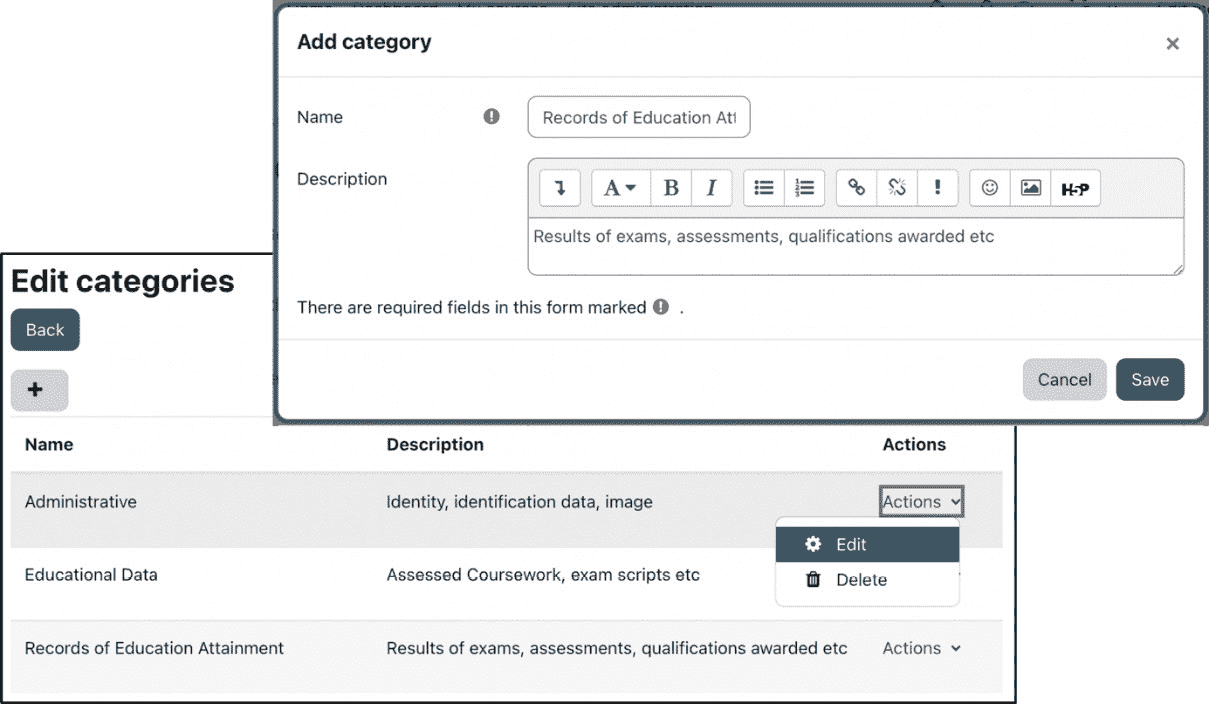 Add category
×
Name
Records of Education Att
Description
A B I H5P
Results of exams, assessments, qualifications awarded etc
There are required fields in this form marked .
Cancel Save
Edit categories
Back
+
Name Description Actions
Administrative Identity, identification data, image Actions
Edit
Educational Data Assessed Coursework, exam scripts etc
Delete
Records of Education Attainment Results of exams, assessments, qualifications awarded etc Actions